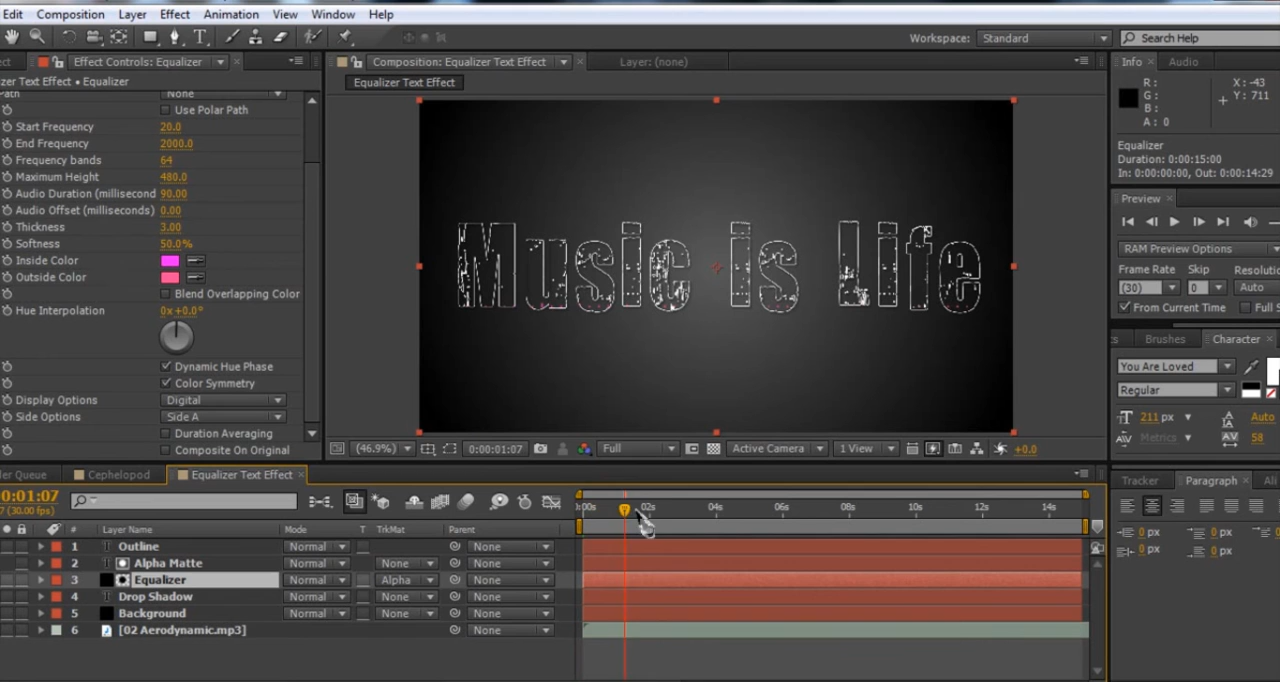 Edit Composition Layer Effect Animation View Window Help
Workspace: Standard Search Help
Effect Controls: Equalizer
zer Text Effect • Equalizer
Path None
Use Polar Path
Start Frequency 20.0
End Frequency 2000.0
Frequency bands 64
Maximum Height 480.0
Audio Duration (millisecond 90.00
Audio Offset (milliseconds) 0.00
Thickness 3.00
Softness 50.0%
Inside Color
Outside Color
Blend Overlapping Color
Hue Interpolation 0x+0.0°
Dynamic Hue Phase
Color Symmetry
Display Options Digital
Side Options Side A
Duration Averaging
Composite On Original
Composition: Equalizer Text Effect Layer: (none)
Equalizer Text Effect
Music is Life
(46.9%) 0:00:01:07 Full Active Camera 1 View +0.0
Info Audio
R: X: -43
G: Y: 711
B:
A: 0
Equalizer
Duration: 0:00:15:00
In: 0:00:00:00, Out: 0:00:14:29
Preview
RAM Preview Options
Frame Rate Skip Resolutio
(30) 0 Auto
From Current Time Full S
Brushes Character
You Are Loved
Regular
211 px Auto
Metrics 58
Tracker Paragraph Ali
0 px 0 px
0 px 0 px
der Queue Cephelopod Equalizer Text Effect
0:01:07
7 (30.00 fps)
:00s 02s 04s 06s 08s 10s 12s 14s
# Layer Name Mode T TrkMat Parent
1 Outline Normal None
2 Alpha Matte Normal None None
3 Equalizer Normal Alpha None
4 Drop Shadow Normal None None
5 Background Normal None None
6 [02 Aerodynamic.mp3] None